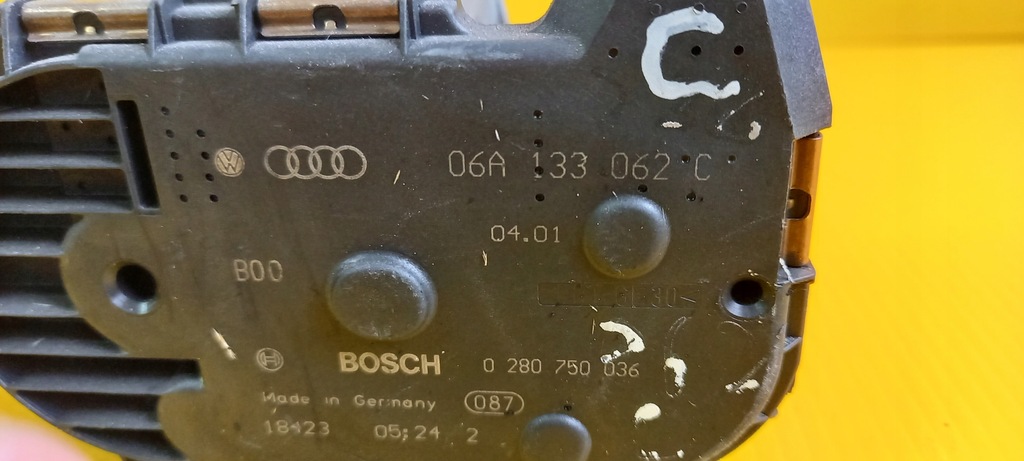 C
06A 133 062 C
04.01
B00
BOSCH 0 280 750 036
Made in Germany 087
18423 05;24 2